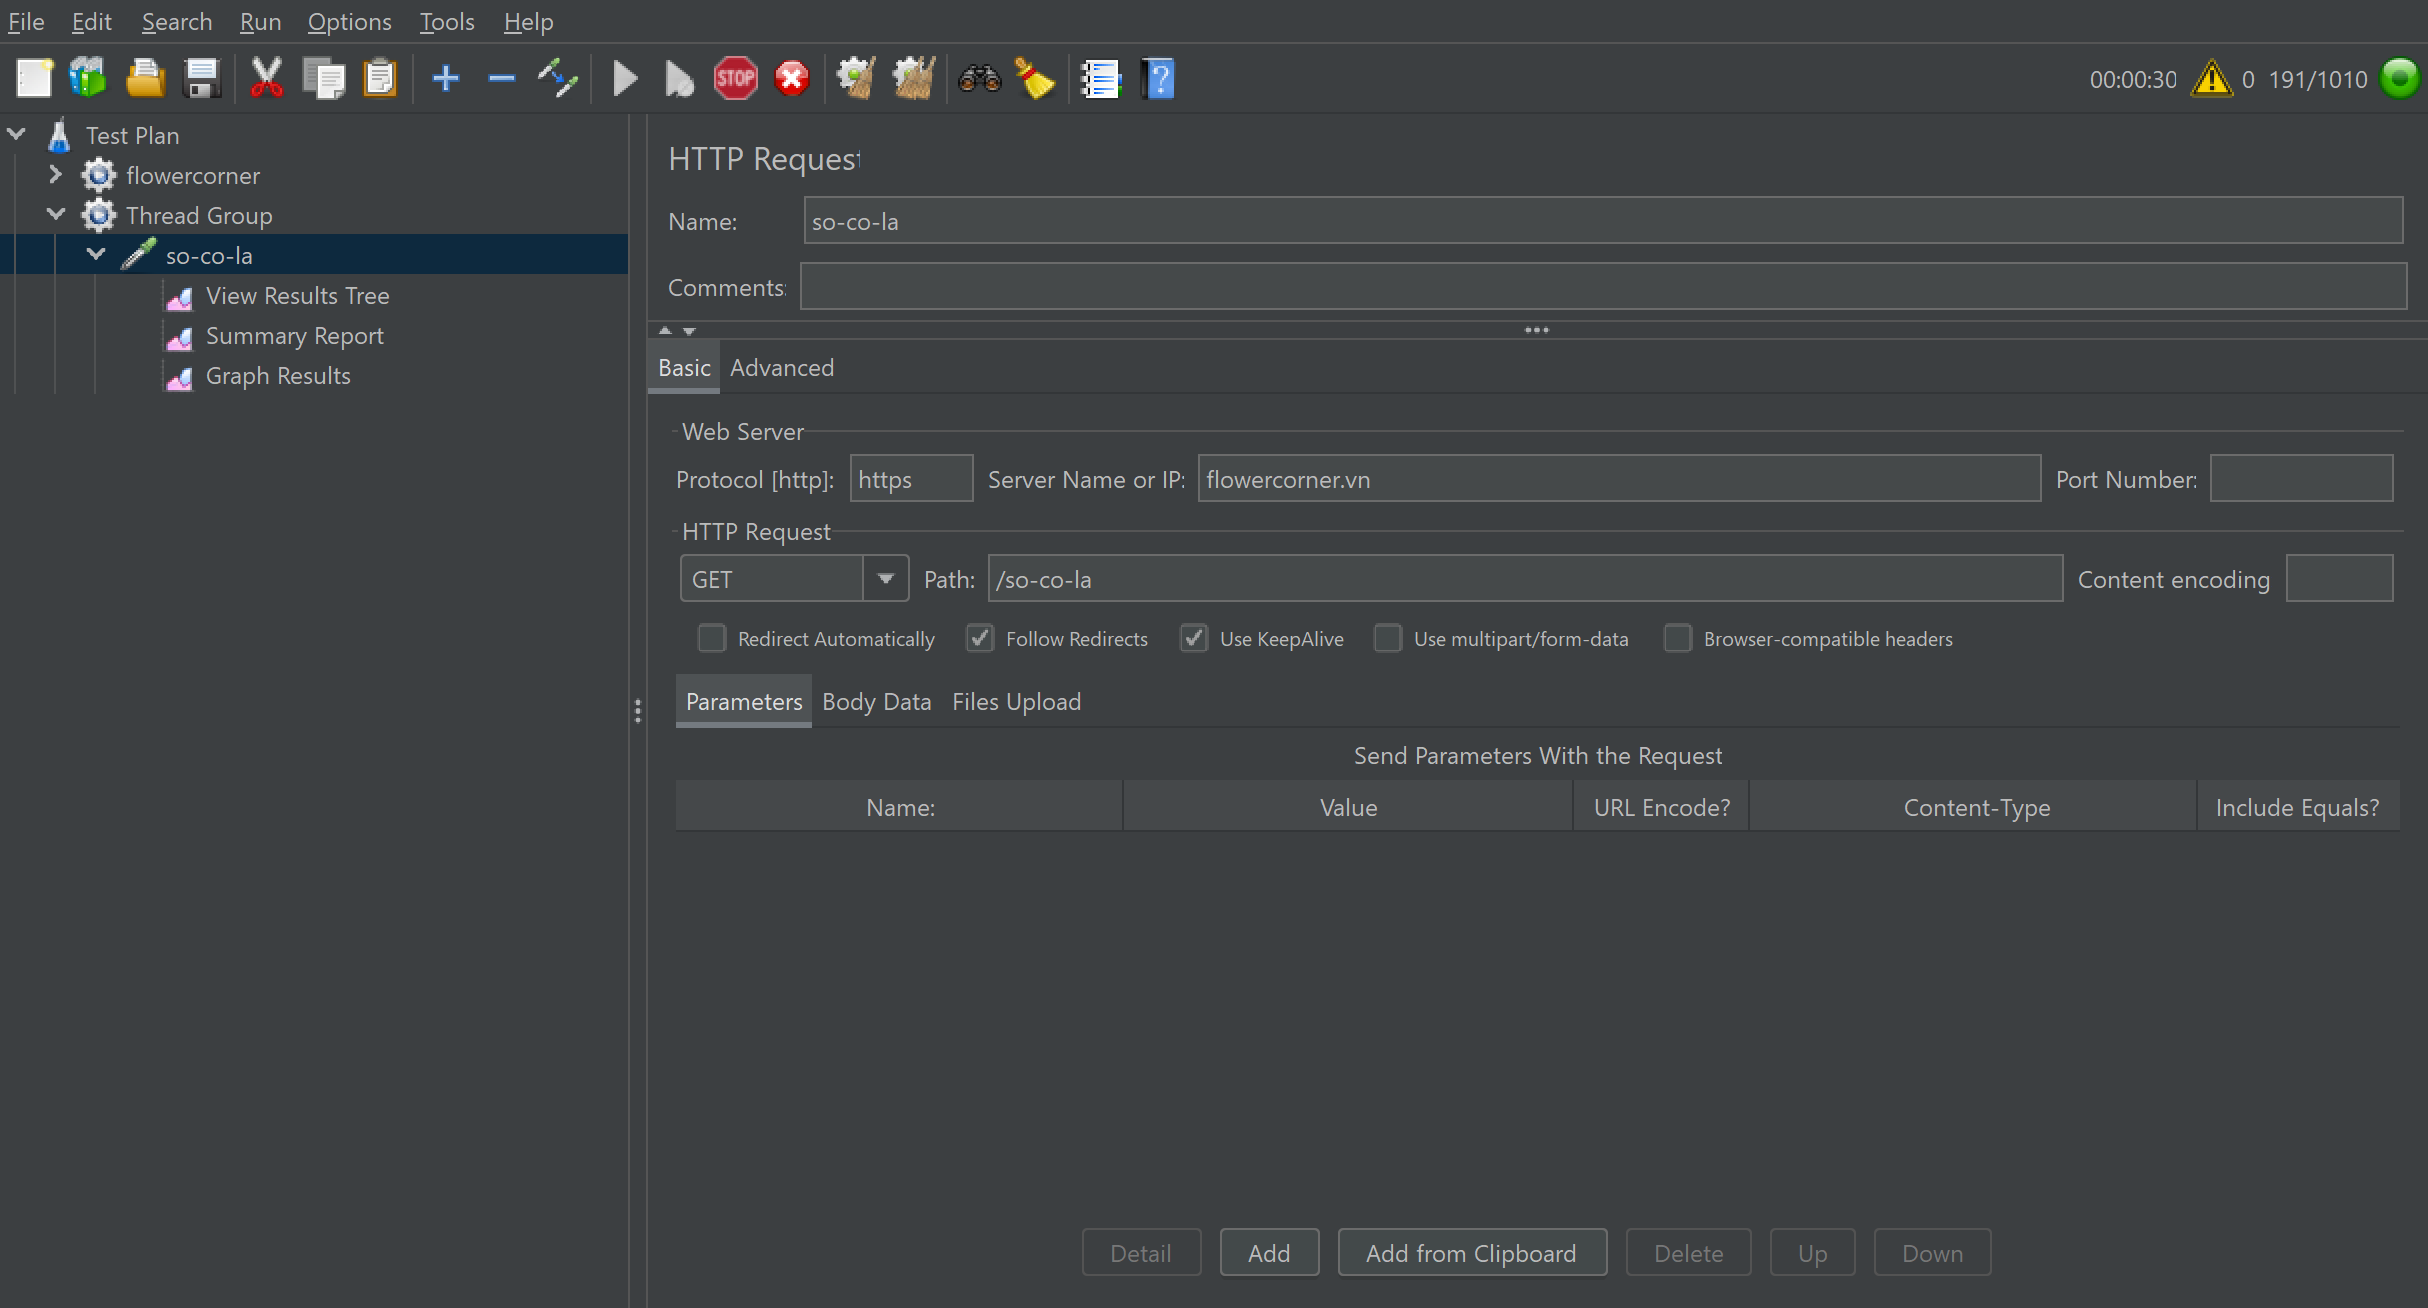 File Edit Search Run Options Tools Help
STOP ? 00:00:30 0 191/1010
Test Plan
flowercorner
Thread Group
so-co-la
View Results Tree
Summary Report
Graph Results
HTTP Request
Name: so-co-la
Comments:
Basic Advanced
Web Server
Protocol [http]: https Server Name or IP: flowercorner.vn Port Number:
HTTP Request
GET Path: /so-co-la Content encoding
Redirect Automatically Follow Redirects Use KeepAlive Use multipart/form-data Browser-compatible headers
Parameters Body Data Files Upload
Send Parameters With the Request
Name: Value URL Encode? Content-Type Include Equals?
Detail Add Add from Clipboard Delete Up Down